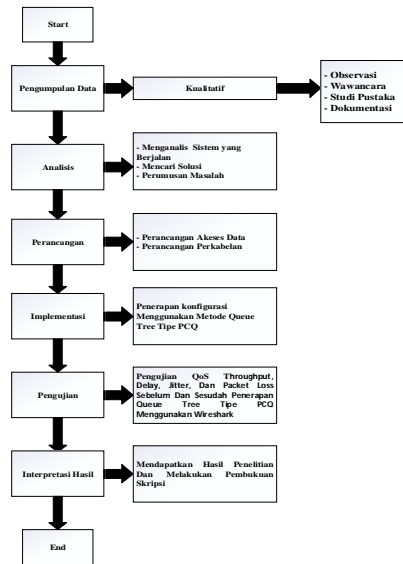 Start
Pengumpulan Data
Kualitatif
- Observasi
- Wawancara
- Studi Pustaka
- Dokumentasi
Analisis
- Menganalis Sistem yang
Berjalan
- Mencari Solusi
- Perumusan Masalah
Perancangan
- Perancangan Akeses Data
- Perancangan Perkabelan
Implementasi
Penerapan konfigurasi
Menggunakan Metode Queue
Tree Tipe PCQ
Pengujian
Pengujian QoS Throughput,
Delay, Jitter, Dan Packet Loss
Sebelum Dan Sesudah Penerapan
Queue Tree Tipe PCQ
Menggunakan Wireshark
Interpretasi Hasil
Mendapatkan Hasil Penelitian
Dan Melakukan Pembukuan
Skripsi
End